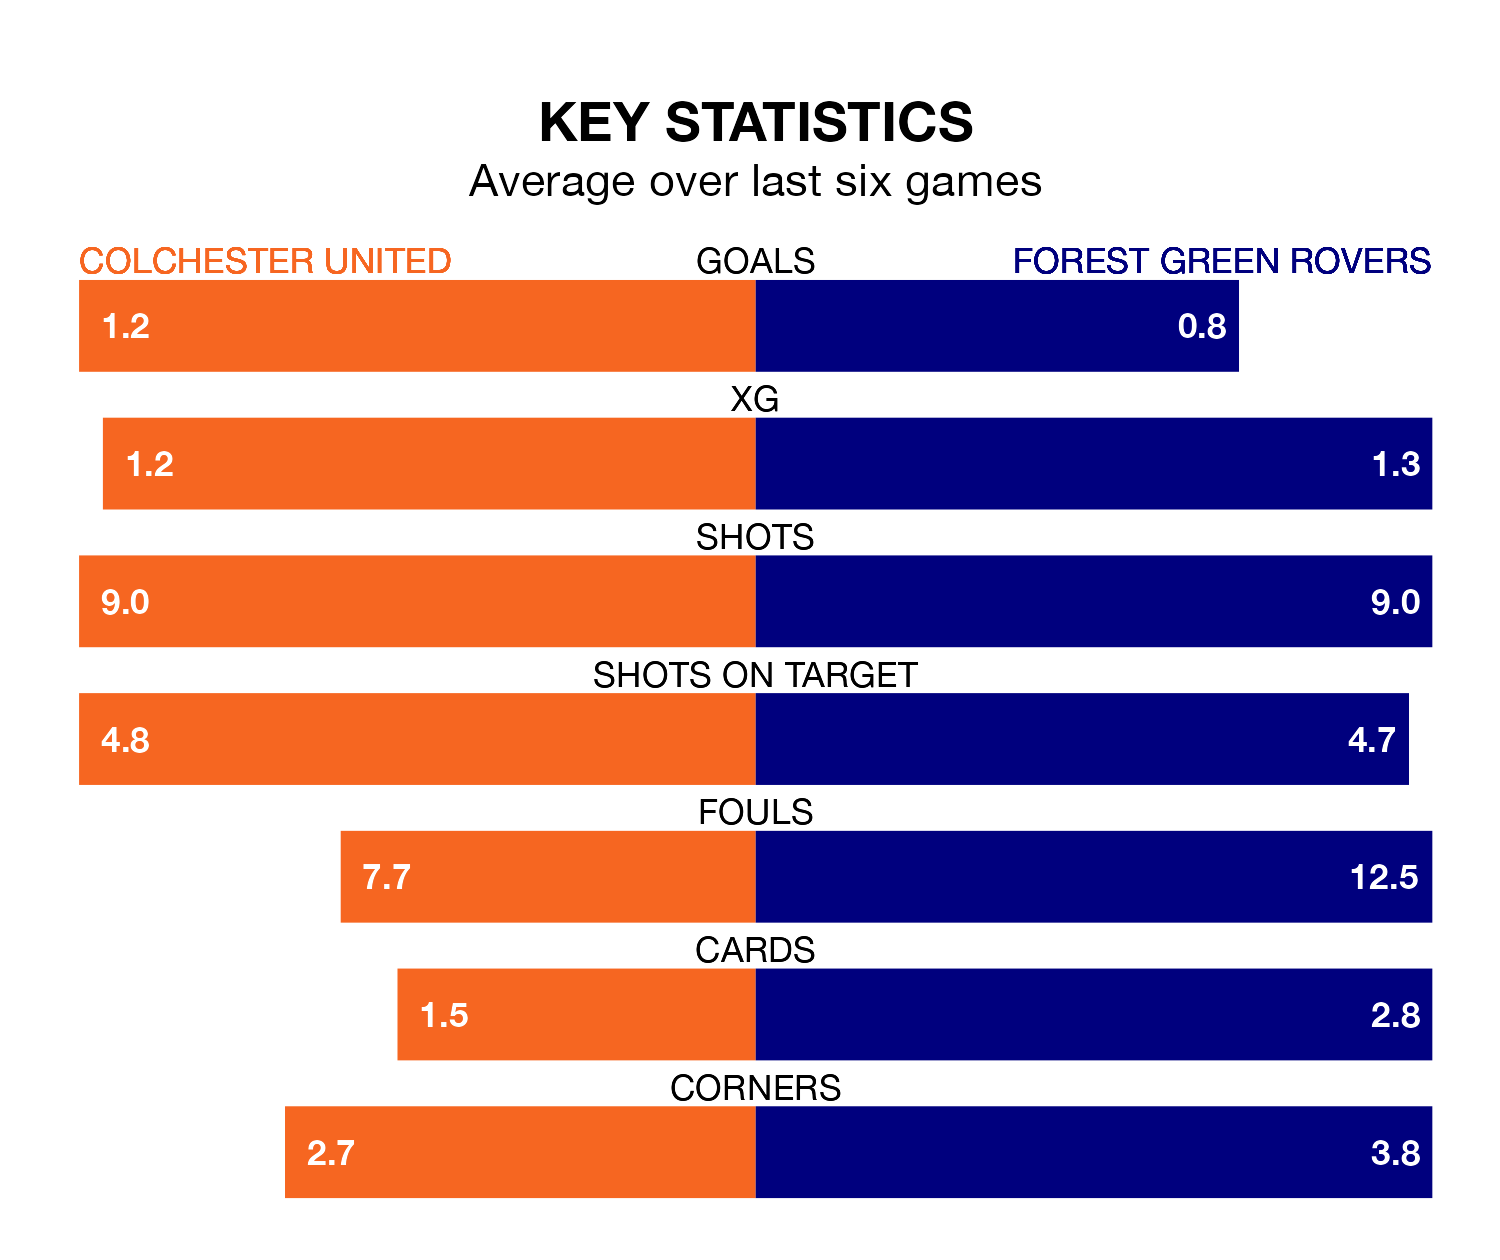 KEY STATISTICS
Average over last six games
COLCHESTER UNITED GOALS FOREST GREEN ROVERS
1.2 0.8
XG
1.2 1.3
SHOTS
9.0 9.0
SHOTS ON TARGET
4.8 4.7
FOULS
7.7 12.5
CARDS
1.5 2.8
CORNERS
2.7 3.8